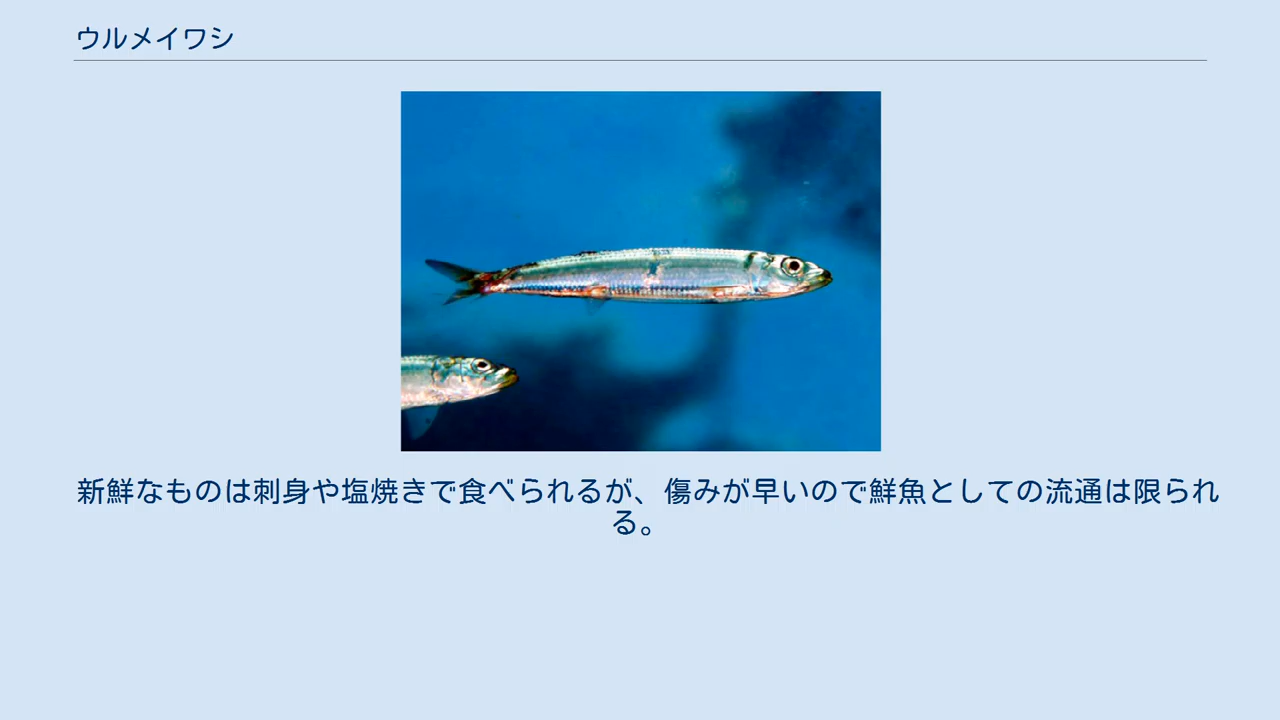 ウルメイワシ
新鮮なものは刺身や塩焼きで食べられるが、傷みが早いので鮮魚としての流通は限られ
る。